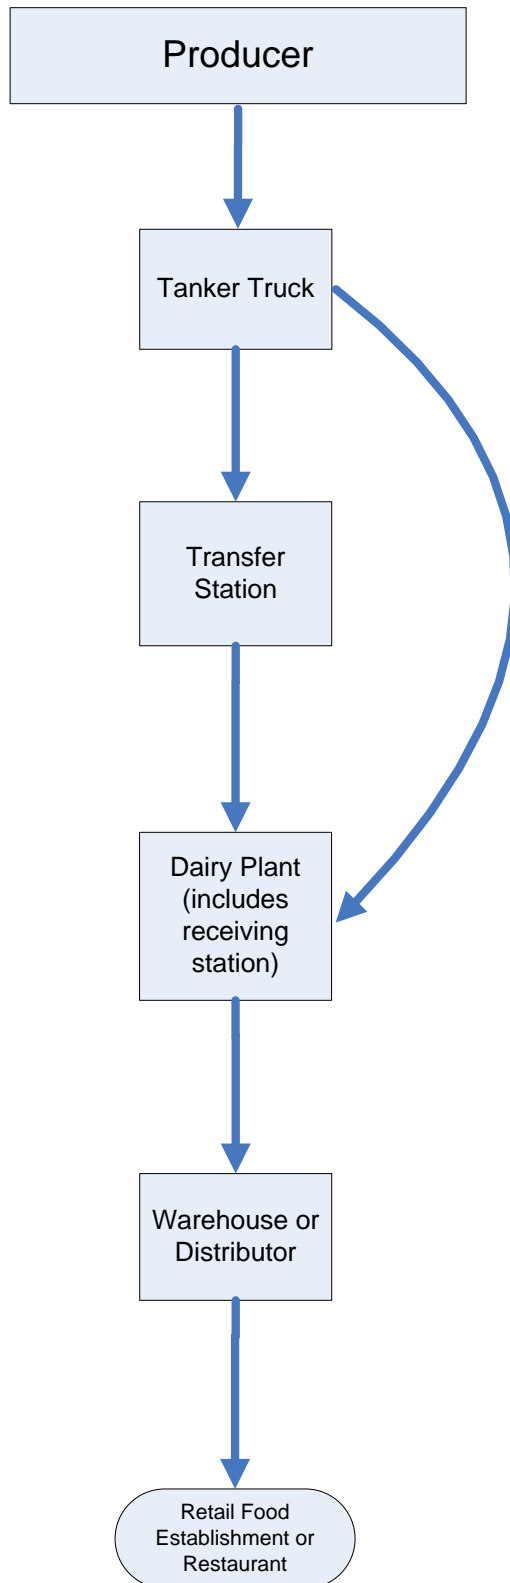 Producer
Tanker Truck
Transfer
Station
Dairy Plant
(includes
receiving
station)
Warehouse or
Distributor
Retail Food
Establishment or
Restaurant